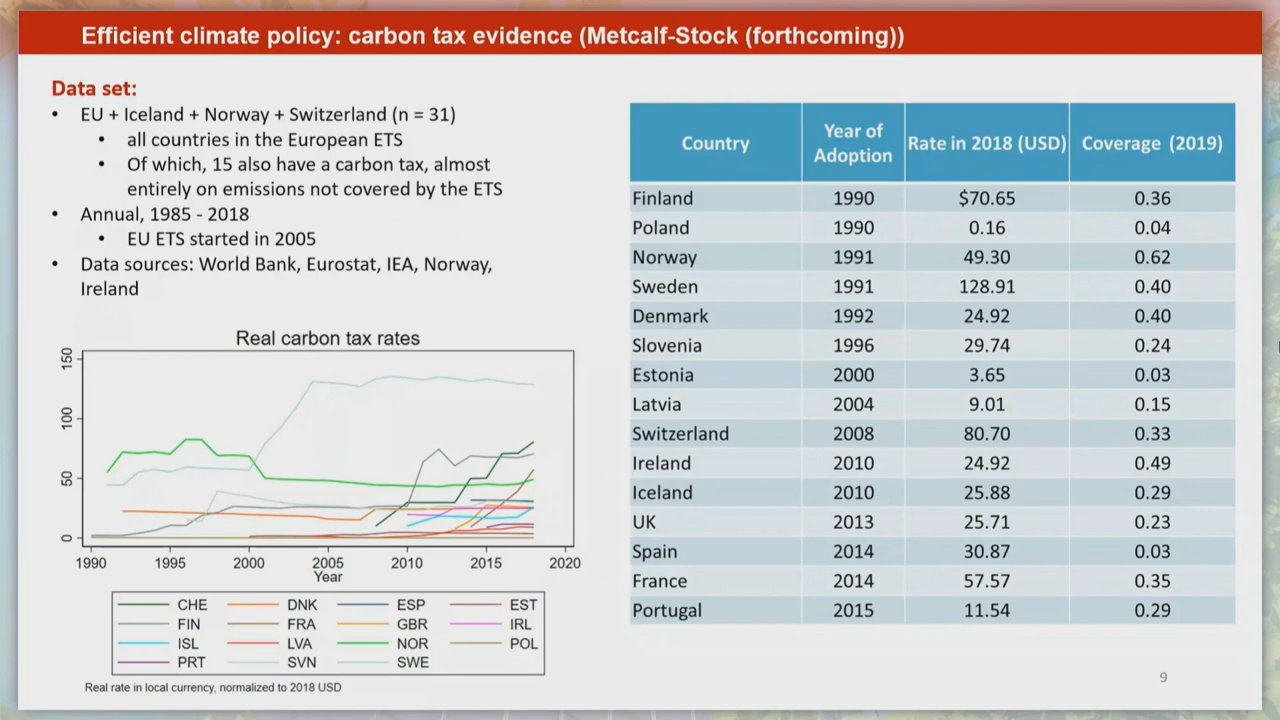 Efficient climate policy: carbon tax evidence (Metcalf-Stock (forthcoming))
Data set:
• EU + Iceland + Norway + Switzerland (n = 31)
• all countries in the European ETS
• Of which, 15 also have a carbon tax, almost
entirely on emissions not covered by the ETS
• Annual, 1985 - 2018
• EU ETS started in 2005
• Data sources: World Bank, Eurostat, IEA, Norway,
Ireland
Real carbon tax rates
150
100
50
0
1990 1995 2000 2005 2010 2015 2020
Year
CHE DNK ESP EST
FIN FRA GBR IRL
ISL LVA NOR POL
PRT SVN SWE
Real rate in local currency, normalized to 2018 USD
Country Year of Adoption Rate in 2018 (USD) Coverage (2019)
Finland 1990 $70.65 0.36
Poland 1990 0.16 0.04
Norway 1991 49.30 0.62
Sweden 1991 128.91 0.40
Denmark 1992 24.92 0.40
Slovenia 1996 29.74 0.24
Estonia 2000 3.65 0.03
Latvia 2004 9.01 0.15
Switzerland 2008 80.70 0.33
Ireland 2010 24.92 0.49
Iceland 2010 25.88 0.29
UK 2013 25.71 0.23
Spain 2014 30.87 0.03
France 2014 57.57 0.35
Portugal 2015 11.54 0.29
9